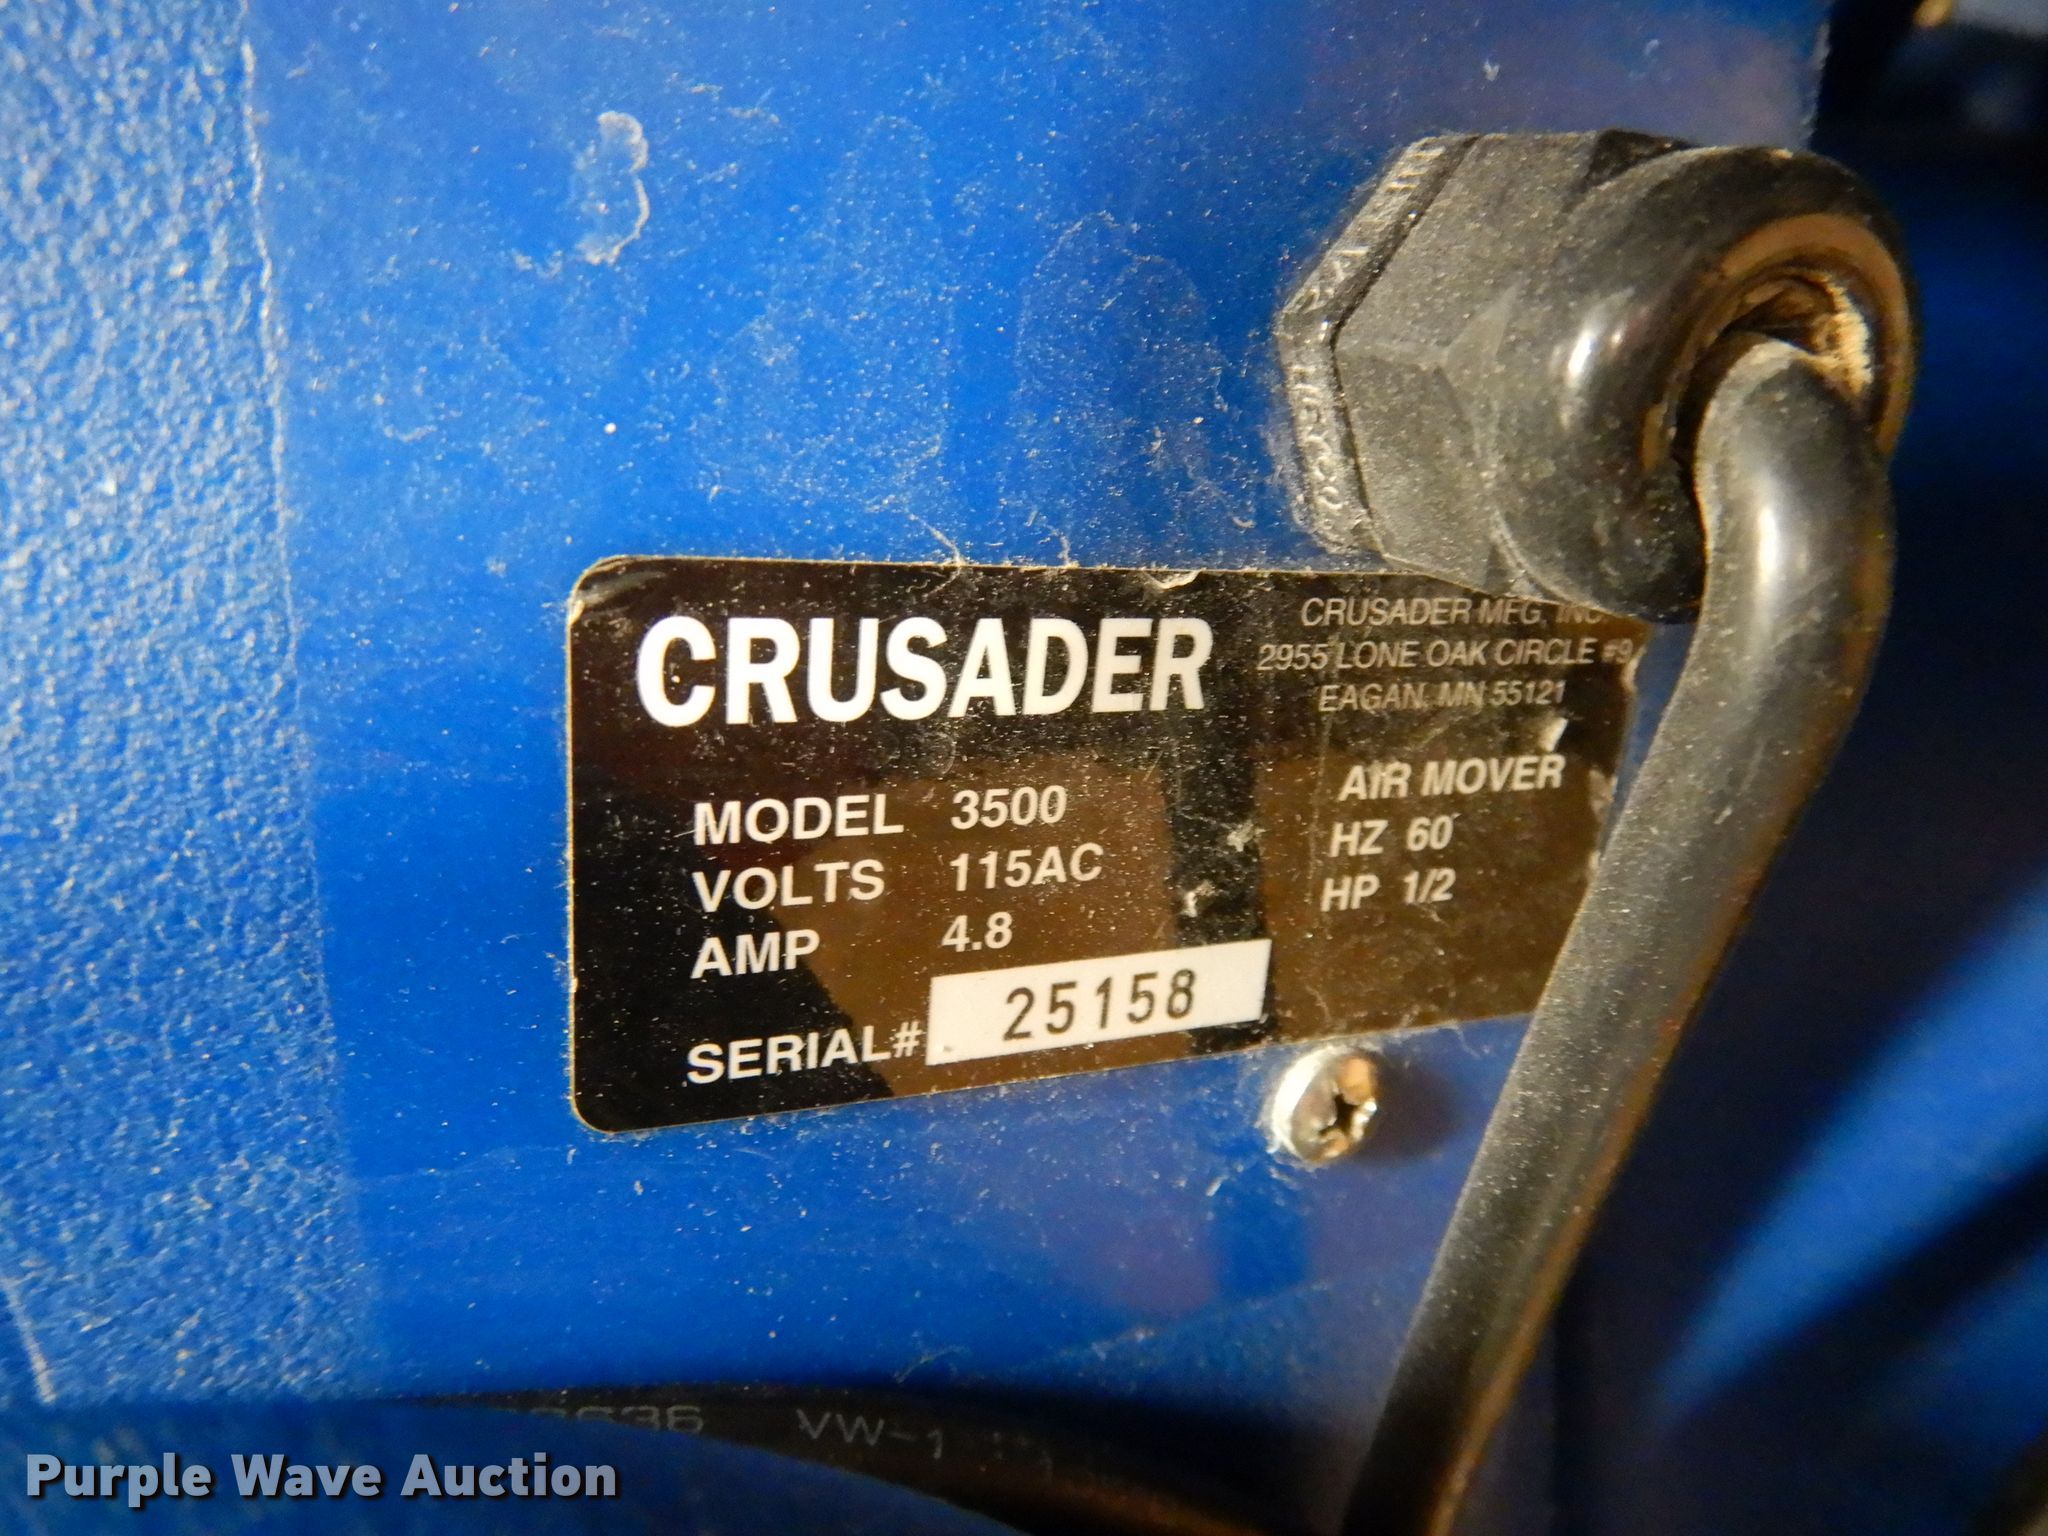 CRUSADER
CRUSADER MFG. INC
2955 LONE OAK CIRCLE #9
EAGAN, MN 55121
MODEL 3500
VOLTS 115AC
AMP 4.8
SERIAL# 25158
AIR MOVER
HZ 60
HP 1/2
VW-1
Purple Wave Auction